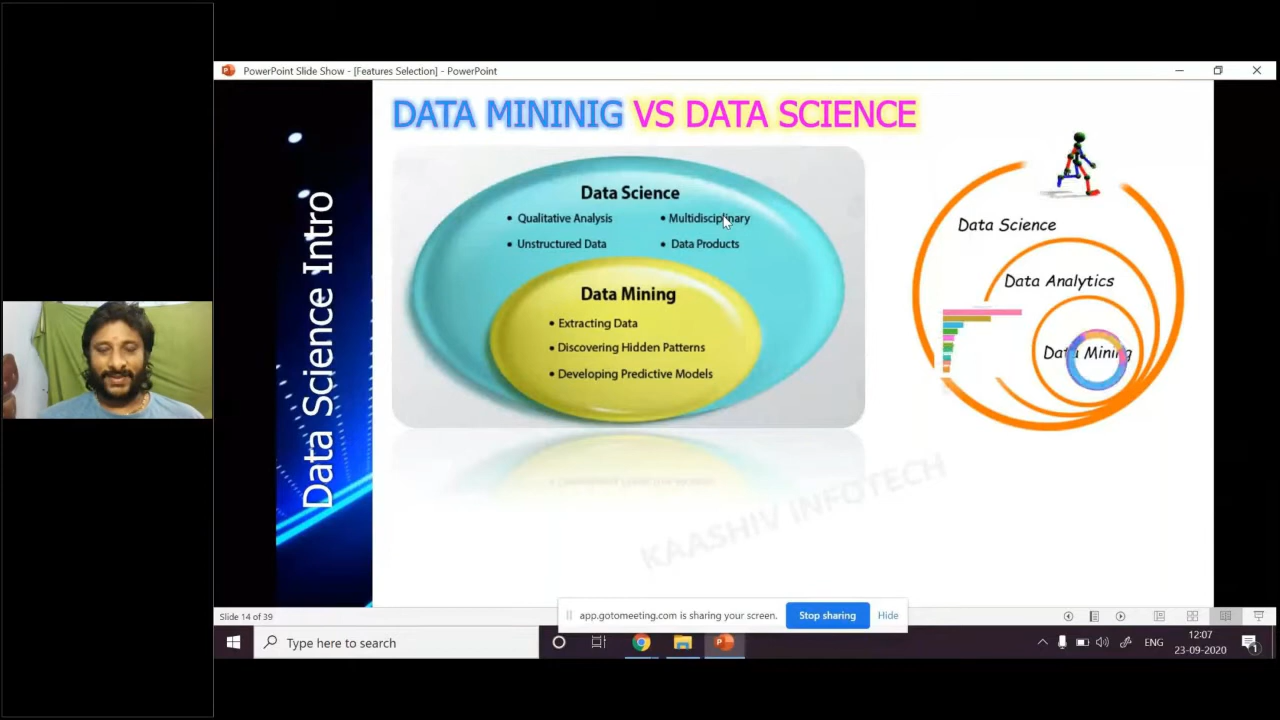 PowerPoint Slide Show - [Features Selection] - PowerPoint
Data Science Intro
DATA MININIG VS DATA SCIENCE
Data Science
• Qualitative Analysis
• Multidisciplinary
• Unstructured Data
• Data Products
Data Mining
• Extracting Data
• Discovering Hidden Patterns
• Developing Predictive Models
Data Science
Data Analytics
Data Mining
KAASHIV INFOTECH
app.gotomeeting.com is sharing your screen.
Stop sharing
Hide
Slide 14 of 39
Type here to search
ENG
12:07
23-09-2020
1